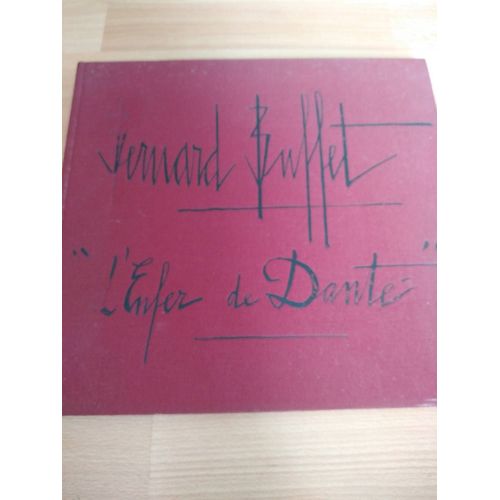 Bernard Buffet
"L'Enfer de Dante"